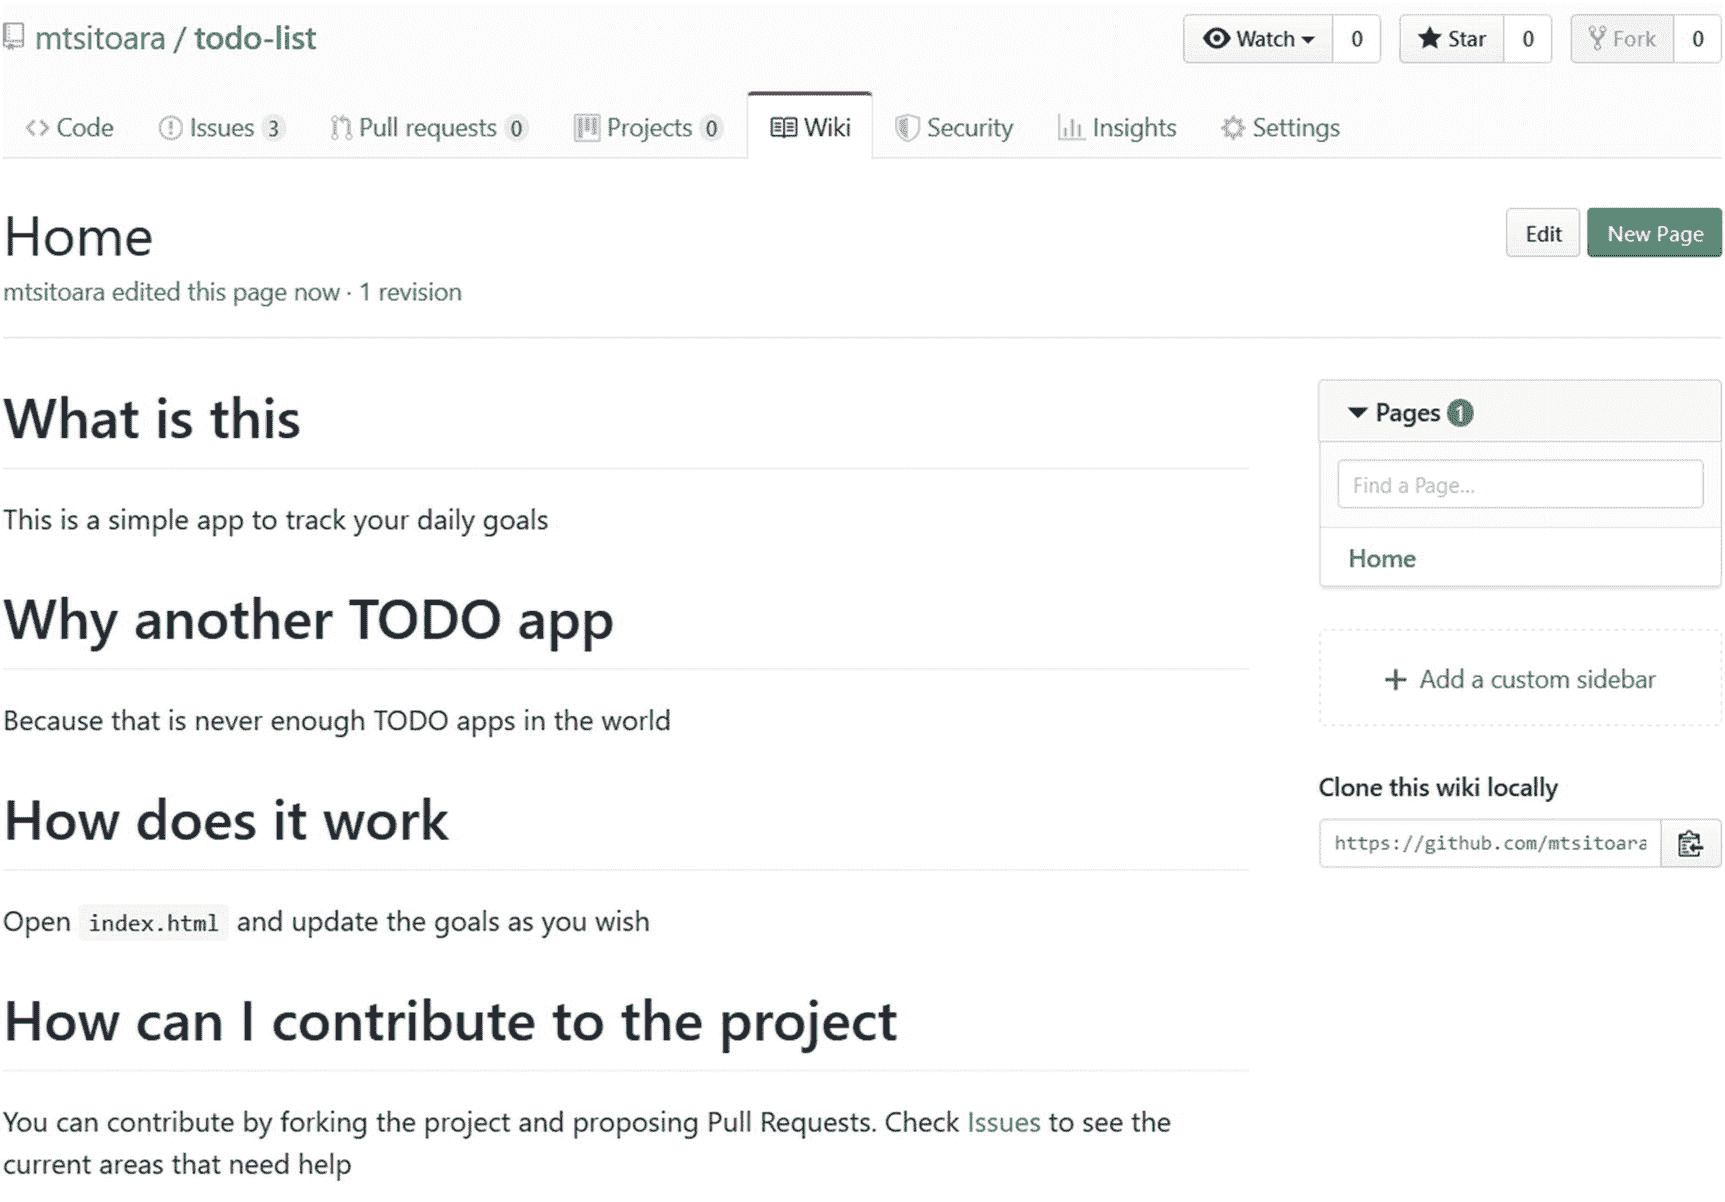 mtsitoara / todo-list
Watch 0 Star 0 Fork 0
Code Issues 3 Pull requests 0 Projects 0 Wiki Security Insights Settings
Home
Edit New Page
mtsitoara edited this page now · 1 revision
What is this
This is a simple app to track your daily goals
Why another TODO app
Because that is never enough TODO apps in the world
How does it work
Open index.html and update the goals as you wish
How can I contribute to the project
You can contribute by forking the project and proposing Pull Requests. Check Issues to see the
current areas that need help
Pages 1
Find a Page...
Home
+ Add a custom sidebar
Clone this wiki locally
https://github.com/mtsitoara